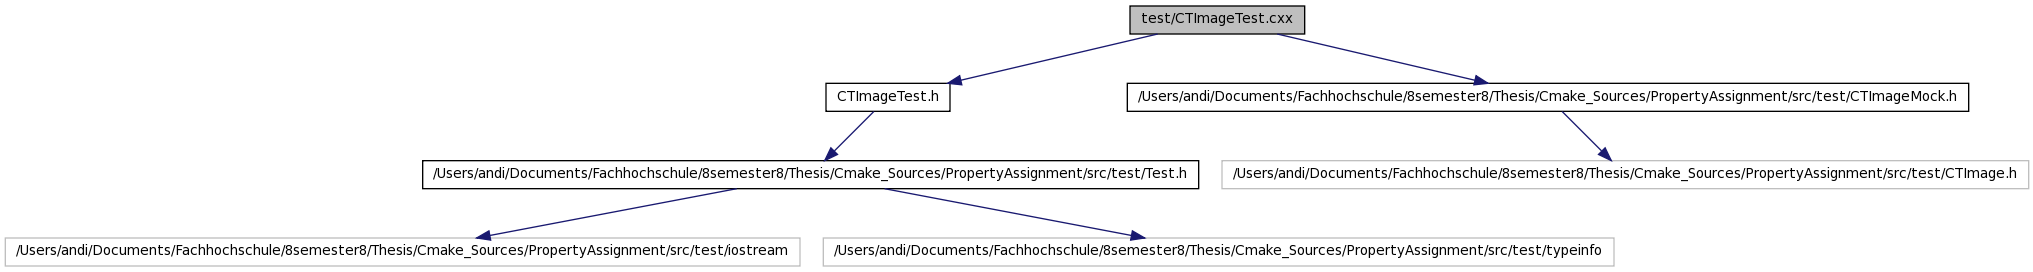 test/CTImageTest.cxx
CTImageTest.h
/Users/andi/Documents/Fachhochschule/8semester8/Thesis/Cmake_Sources/PropertyAssignment/src/test/CTImageMock.h
/Users/andi/Documents/Fachhochschule/8semester8/Thesis/Cmake_Sources/PropertyAssignment/src/test/Test.h
/Users/andi/Documents/Fachhochschule/8semester8/Thesis/Cmake_Sources/PropertyAssignment/src/test/CTImage.h
/Users/andi/Documents/Fachhochschule/8semester8/Thesis/Cmake_Sources/PropertyAssignment/src/test/iostream
/Users/andi/Documents/Fachhochschule/8semester8/Thesis/Cmake_Sources/PropertyAssignment/src/test/typeinfo